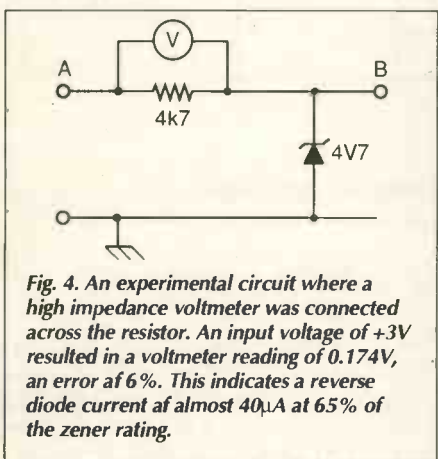 V
A
B
4k7
4V7
Fig. 4. An experimental circuit where a
high impedance voltmeter was connected
across the resistor. An input voltage of +3V
resulted in a voltmeter reading of 0.174V,
an error af 6%. This indicates a reverse
diode current af almost 40µA at 65% of
the zener rating.